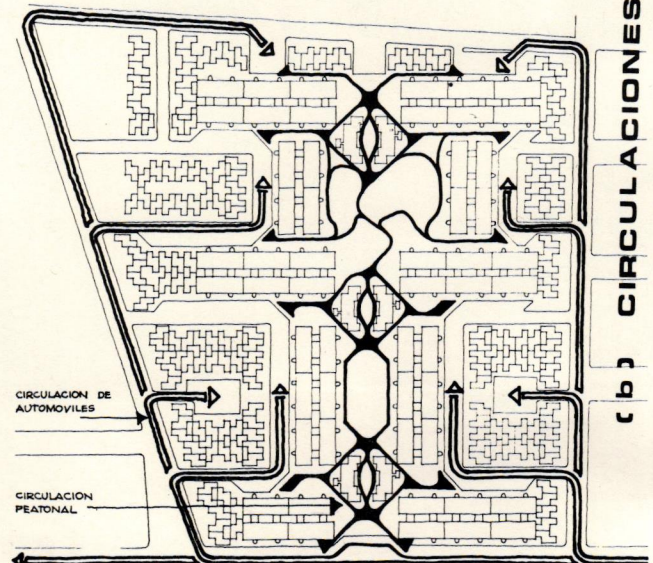 (b) CIRCULACIONES
CIRCULACION DE
AUTOMOVILES
CIRCULACION
PEATONAL